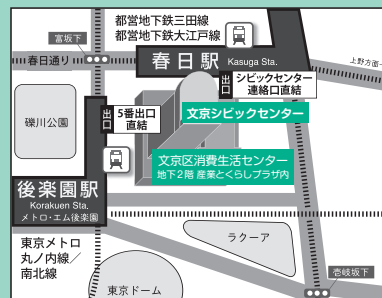 都営地下鉄三田線
都営地下鉄大江戸線
富坂下
春日通り
春日駅 Kasuga Sta.
上野方面→
出口
シビックセンター
連絡口直結
文京シビックセンター
礫川公園
出口
5番出口
直結
文京区消費生活センター
地下2階 産業とくらしプラザ内
後楽園駅
Korakuen Sta.
メトロ・エム後楽園
東京メトロ
丸ノ内線／
南北線
ラクーア
東京ドーム
壱岐坂下